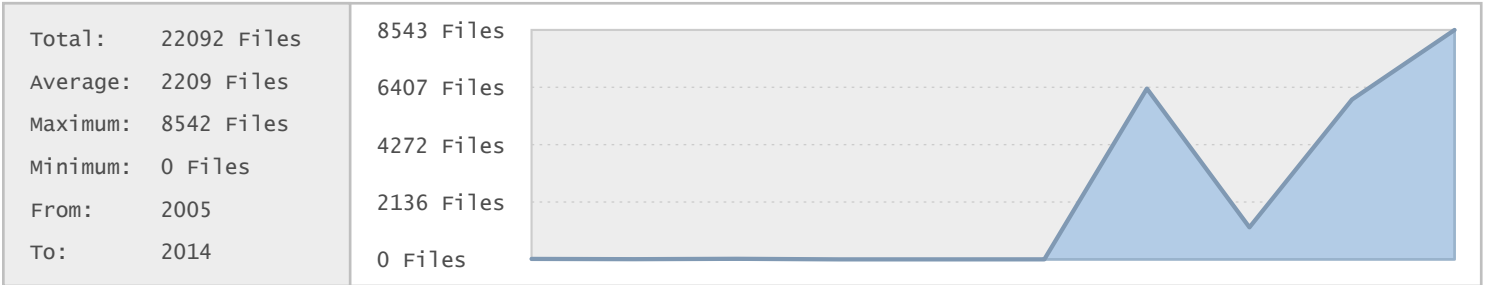 Total: 22092 Files
Average: 2209 Files
Maximum: 8542 Files
Minimum: 0 Files
From: 2005
To: 2014
8543 Files
6407 Files
4272 Files
2136 Files
0 Files